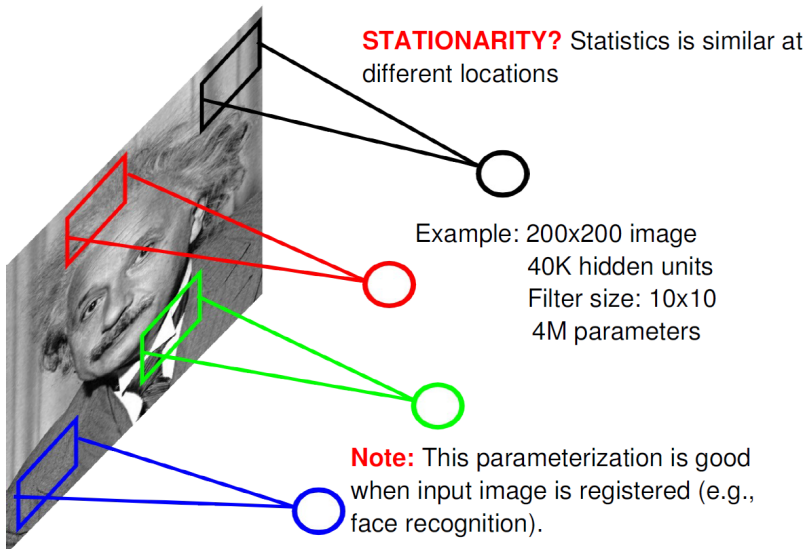 STATIONARITY? Statistics is similar at
different locations
Example: 200x200 image
40K hidden units
Filter size: 10x10
4M parameters
Note: This parameterization is good
when input image is registered (e.g.,
face recognition).